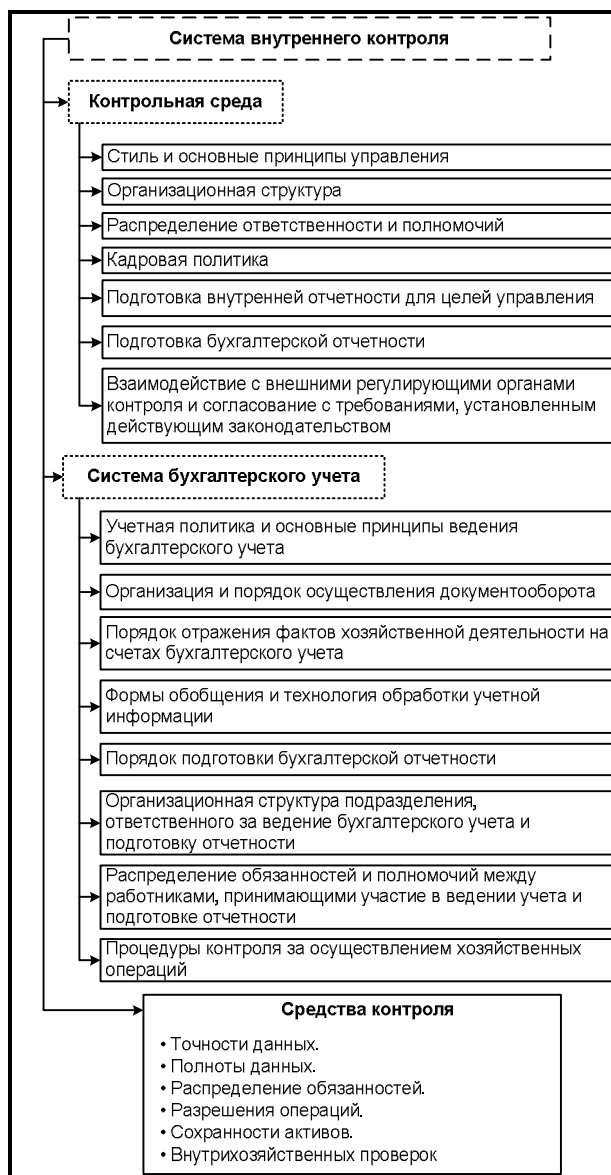 Система внутреннего контроля
Контрольная среда
Стиль и основные принципы управления
Организационная структура
Распределение ответственности и полномочий
Кадровая политика
Подготовка внутренней отчетности для целей управления
Подготовка бухгалтерской отчетности
Взаимодействие с внешними регулирующими органами
контроля и согласование с требованиями, установленным
действующим законодательством
Система бухгалтерского учета
Учетная политика и основные принципы ведения
бухгалтерского учета
Организация и порядок осуществления документооборота
Порядок отражения фактов хозяйственной деятельности на
счетах бухгалтерского учета
Формы обобщения и технология обработки учетной
информации
Порядок подготовки бухгалтерской отчетности
Организационная структура подразделения,
ответственного за ведение бухгалтерского учета и
подготовку отчетности
Распределение обязанностей и полномочий между
работниками, принимающими участие в ведении учета и
подготовке отчетности
Процедуры контроля за осуществлением хозяйственных
операций
Средства контроля
• Точности данных.
• Полноты данных.
• Распределение обязанностей.
• Разрешения операций.
• Сохранности активов.
• Внутрихозяйственных проверок